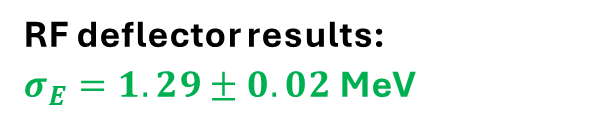 RF deflector results:
σ_E = 1.29 ± 0.02 MeV